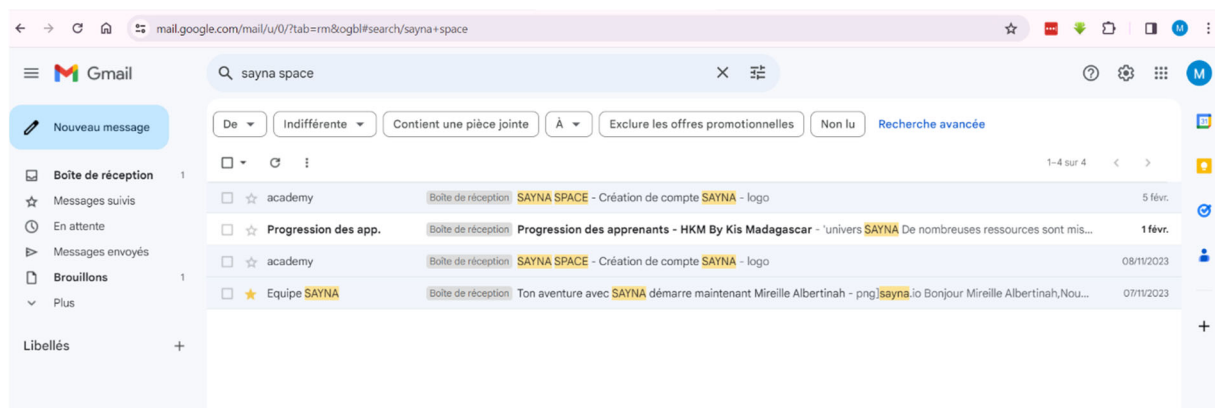 mail.google.com/mail/u/0/?tab=rm&ogbl#search/sayna+space
M
Gmail
sayna space
M
Nouveau message
De
Indifférente
Contient une pièce jointe
À
Exclure les offres promotionnelles
Non lu
Recherche avancée
31
1–4 sur 4
Boîte de réception 1
Messages suivis
En attente
Messages envoyés
Brouillons 1
Plus
Libellés +
academy Boîte de réception SAYNA SPACE - Création de compte SAYNA - logo 5 févr.
Progression des app. Boîte de réception Progression des apprenants - HKM By Kis Madagascar - 'univers SAYNA De nombreuses ressources sont mis... 1 févr.
academy Boîte de réception SAYNA SPACE - Création de compte SAYNA - logo 08/11/2023
Equipe SAYNA Boîte de réception Ton aventure avec SAYNA démarre maintenant Mireille Albertinah - png]sayna.io Bonjour Mireille Albertinah,Nou... 07/11/2023